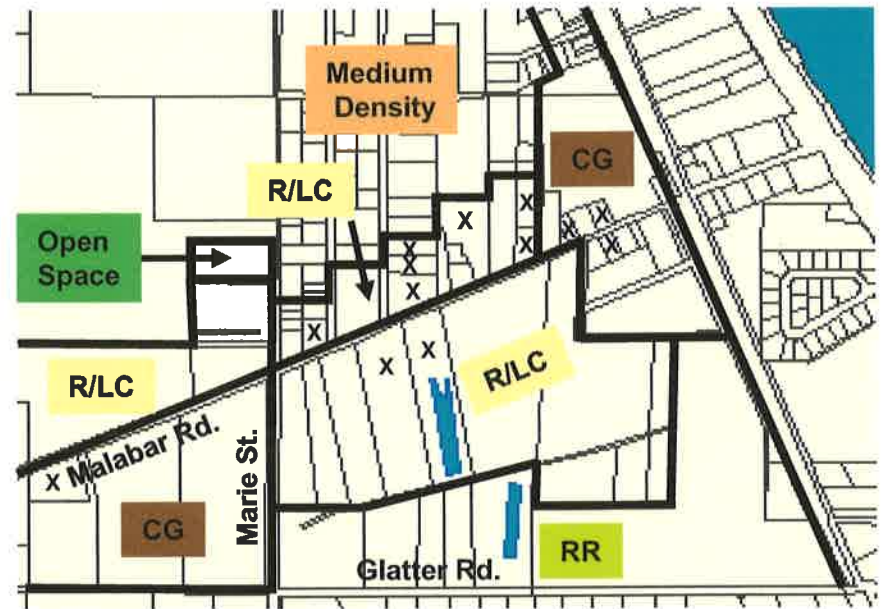 Medium
Density
CG
R/LC
X
X
Open
Space
X
X
X
X
X
X
X
X
X
X
R/LC
R/LC
X
Malabar Rd.
Marie St.
CG
RR
Glatter Rd.